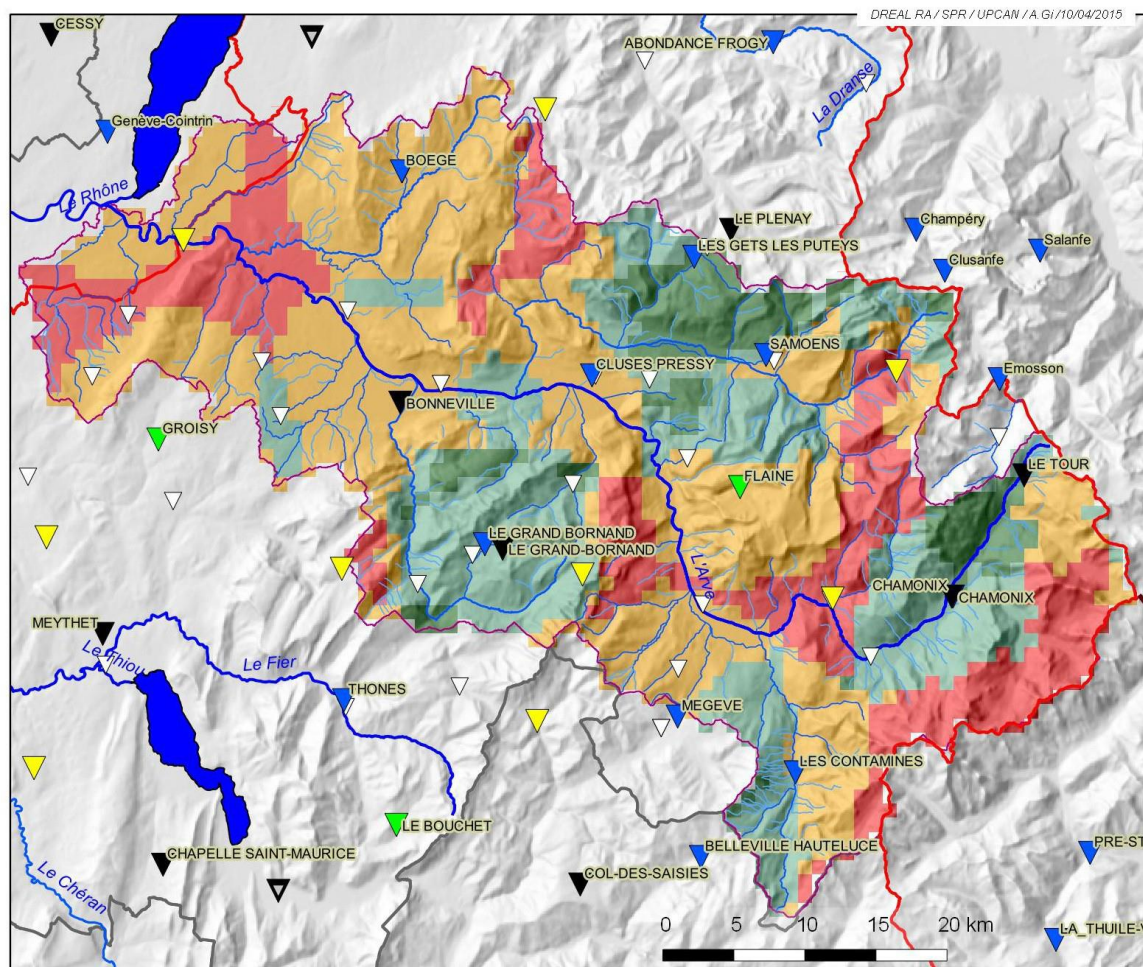 DREAL RA / SPR / UPCAN / A.Gi /10/04/2015
CESSY
ABONDANCE FROGY
La Dranse
Genève-Cointrin
BOEGE
Le Rhône
LE PLENAY
Champéry
LES GETS LES PUTEYS
Salanfe
Clusanfe
SAMOENS
CLUSES PRESSY
Emosson
BONNEVILLE
GROISY
LE TOUR
FLAINE
LE GRAND BORNAND
LE GRAND-BORNAND
L'Arve
CHAMONIX
CHAMONIX
MEYTHET
Le Thiou
Le Fier
THONES
MEGEVE
LES CONTAMINES
LE BOUCHET
BELLEVILLE HAUTELUCE
PRE-ST
CHAPELLE SAINT-MAURICE
COL-DES-SAISIES
Le Chéran
0 5 10 15 20 km
LA_THUILE-V